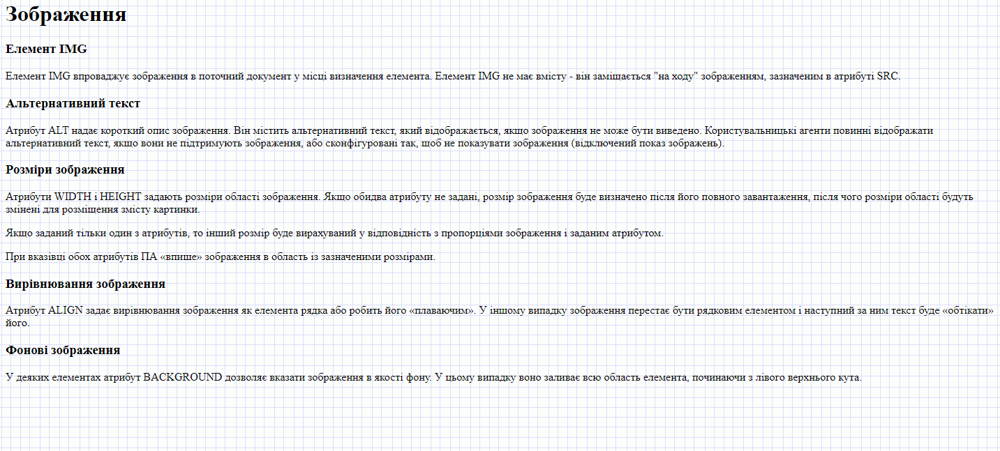 Зображення
Елемент IMG
Елемент IMG впроваджує зображення в поточний документ у місці визначення елемента. Елемент IMG не має вмісту - він заміщається "на ходу" зображенням, зазначеним в атрибуті SRC.
Альтернативний текст
Атрибут ALT надає короткий опис зображення. Він містить альтернативний текст, який відображається, якщо зображення не може бути виведено. Користувальницькі агенти повинні відображати
альтернативний текст, якщо вони не підтримують зображення, або сконфігуровані так, щоб не показувати зображення (відключений показ зображень).
Розміри зображення
Атрибути WIDTH і HEIGHT задають розміри області зображення. Якщо обидва атрибуту не задані, розмір зображення буде визначено після його повного завантаження, після чого розміри області будуть
змінені для розміщення змісту картинки.
Якщо заданий тільки один з атрибутів, то інший розмір буде вирахуваний у відповідність з пропорціями зображення і заданим атрибутом.
При вказівці обох атрибутів ПА «впише» зображення в область із зазначеними розмірами.
Вирівнювання зображення
Атрибут ALIGN задає вирівнювання зображення як елемента рядка або робить його «плаваючим». У іншому випадку зображення перестає бути рядковим елементом і наступний за ним текст буде «обтікати»
його.
Фонові зображення
У деяких елементах атрибут BACKGROUND дозволяє вказати зображення в якості фону. У цьому випадку воно заливає всю область елемента, починаючи з лівого верхнього кута.